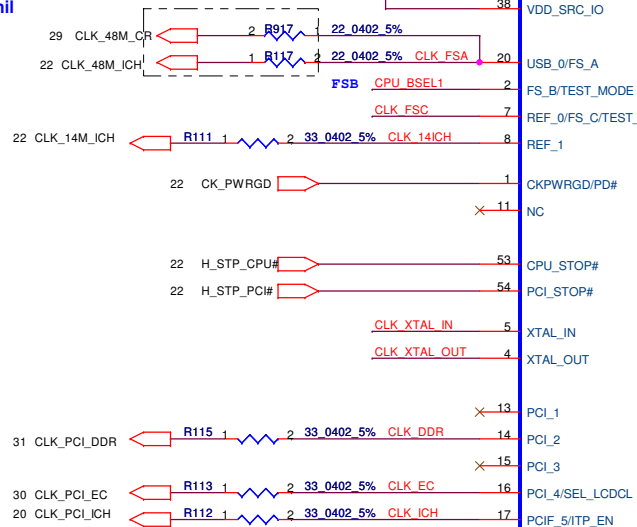 mil
38 VDD_SRC_IO
29 CLK_48M_CR 2 R917 1 22_0402_5%
22 CLK_48M_ICH 1 R117 2 22_0402_5% CLK_FSA 20 USB_0/FS_A
FSB CPU_BSEL1 2 FS_B/TEST_MODE
CLK_FSC 7 REF_0/FS_C/TEST_
22 CLK_14M_ICH R111 1 2 33_0402_5% CLK_14ICH 8 REF_1
22 CK_PWRGD 1 CKPWRGD/PD#
11 NC
22 H_STP_CPU# 53 CPU_STOP#
22 H_STP_PCI# 54 PCI_STOP#
CLK_XTAL_IN 5 XTAL_IN
CLK_XTAL_OUT 4 XTAL_OUT
13 PCI_1
31 CLK_PCI_DDR R115 1 2 33_0402_5% CLK_DDR 14 PCI_2
15 PCI_3
30 CLK_PCI_EC R113 1 2 33_0402_5% CLK_EC 16 PCI_4/SEL_LCDCL
20 CLK_PCI_ICH R112 1 2 33_0402_5% CLK_ICH 17 PCIF_5/ITP_EN